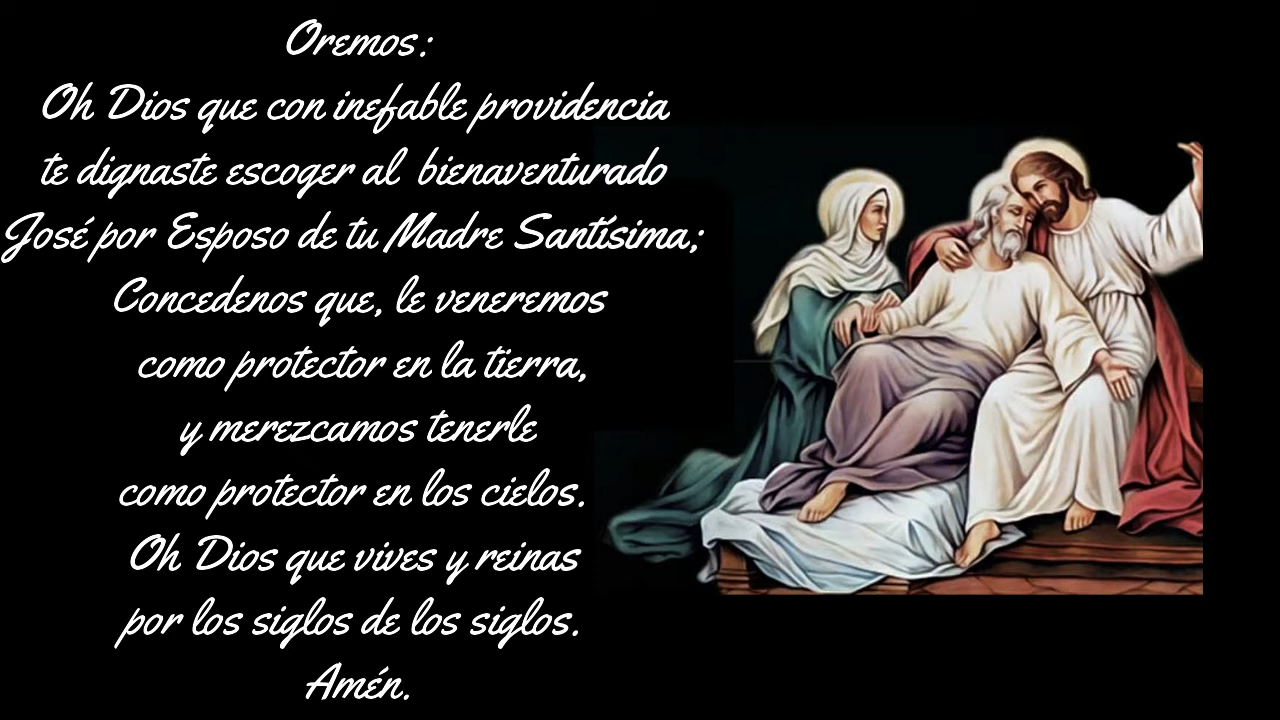 Oremos:
Oh Dios que con inefable providencia
te dignaste escoger al bienaventurado
José por Esposo de tu Madre Santísima;
Concedenos que, le veneremos
como protector en la tierra,
y merezcamos tenerle
como protector en los cielos.
Oh Dios que vives y reinas
por los siglos de los siglos.
Amén.